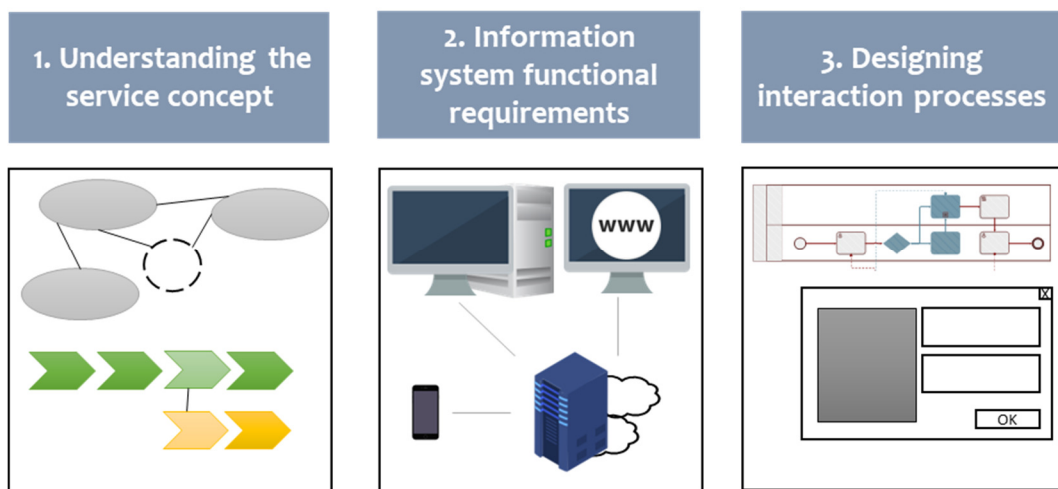 1. Understanding the
service concept
2. Information
system functional
requirements
3. Designing
interaction processes
www
X
OK